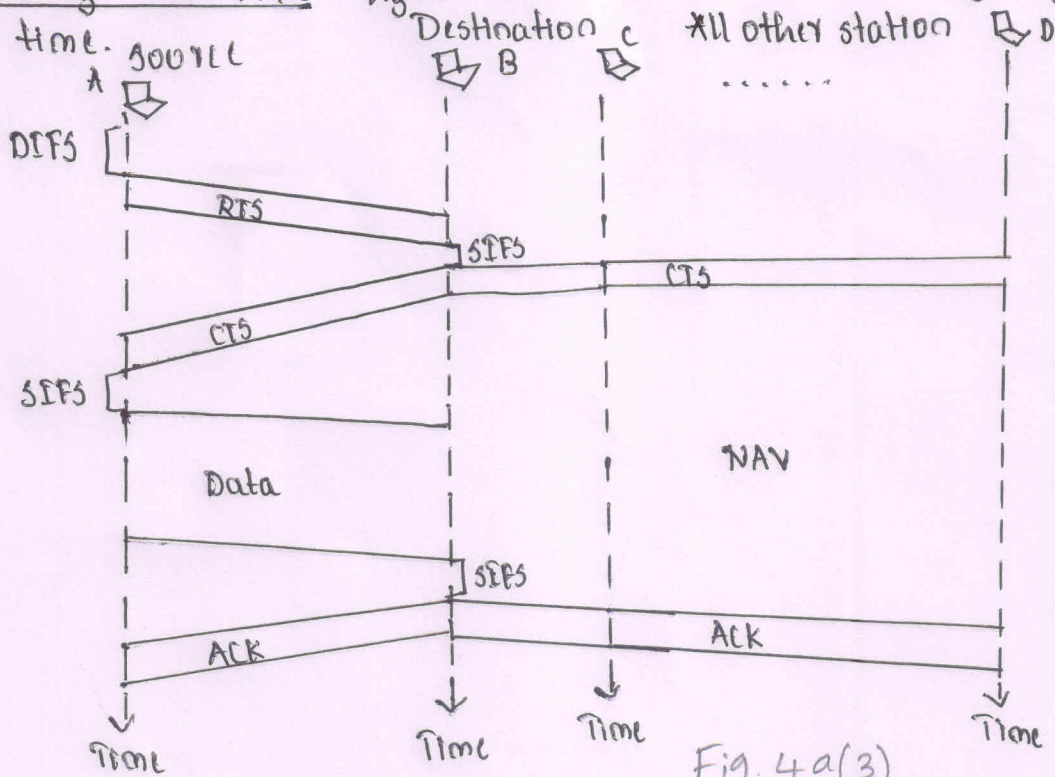 time.
Destination
All other station
A source
B
C
D
......
DIFS
RTS
SIFS
CTS
CTS
SIFS
NAV
Data
SIFS
ACK
ACK
Time
Time
Time
Time
Fig. 4a(3)